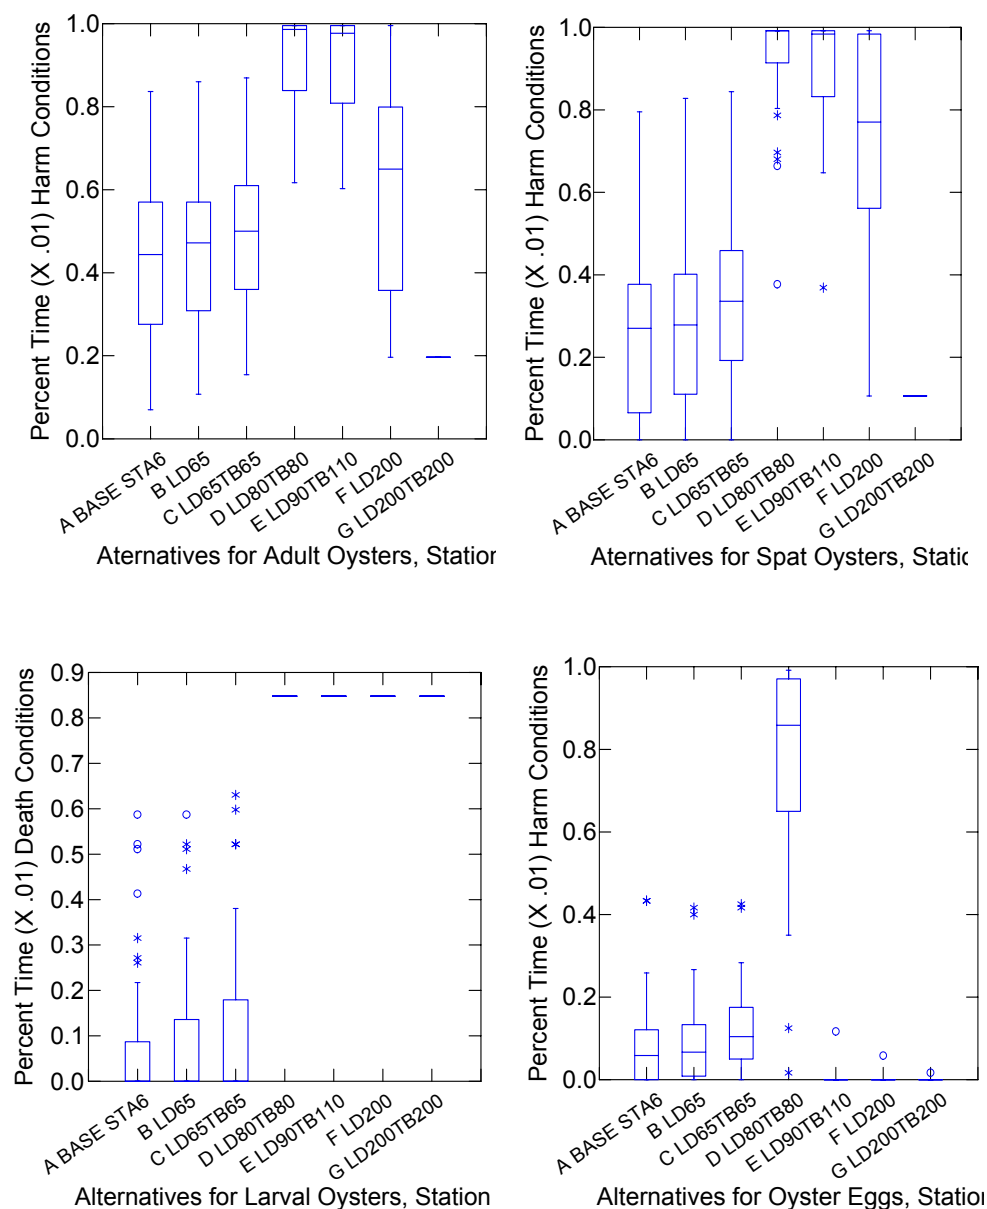 Percent Time (X .01) Harm Conditions
1.0
0.8
0.6
0.4
0.2
0.0
A BASE STA6
B LD65
C LD65TB65
D LD80TB80
E LD90TB110
F LD200
G LD200TB200
Aternatives for Adult Oysters, Station
Percent Time (X .01) Harm Conditions
1.0
0.8
0.6
0.4
0.2
0.0
A BASE STA6
B LD65
C LD65TB65
D LD80TB80
E LD90TB110
F LD200
G LD200TB200
Alternatives for Spat Oysters, Static
Percent Time (X .01) Death Conditions
0.9
0.8
0.7
0.6
0.5
0.4
0.3
0.2
0.1
0.0
A BASE STA6
B LD65
C LD65TB65
D LD80TB80
E LD90TB110
F LD200
G LD200TB200
Alternatives for Larval Oysters, Station
Percent Time (X .01) Harm Conditions
1.0
0.8
0.6
0.4
0.2
0.0
A BASE STA6
B LD65
C LD65TB65
D LD80TB80
E LD90TB110
F LD200
G LD200TB200
Alternatives for Oyster Eggs, Station